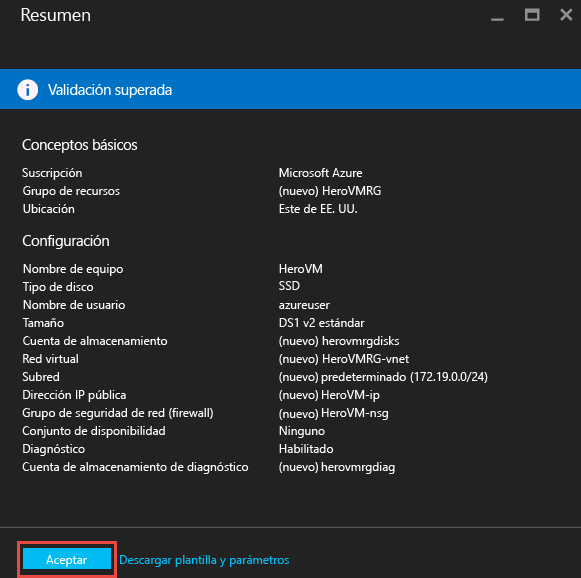 Resumen
Validación superada
Conceptos básicos
Suscripción Microsoft Azure
Grupo de recursos (nuevo) HeroVMRG
Ubicación Este de EE. UU.
Configuración
Nombre de equipo HeroVM
Tipo de disco SSD
Nombre de usuario azureuser
Tamaño DS1 v2 estándar
Cuenta de almacenamiento (nuevo) herovmrgdisks
Red virtual (nuevo) HeroVMRG-vnet
Subred (nuevo) predeterminado (172.19.0.0/24)
Dirección IP pública (nuevo) HeroVM-ip
Grupo de seguridad de red (firewall) (nuevo) HeroVM-nsg
Conjunto de disponibilidad Ninguno
Diagnóstico Habilitado
Cuenta de almacenamiento de diagnóstico (nuevo) herovmrgdiag
Aceptar Descargar plantilla y parámetros